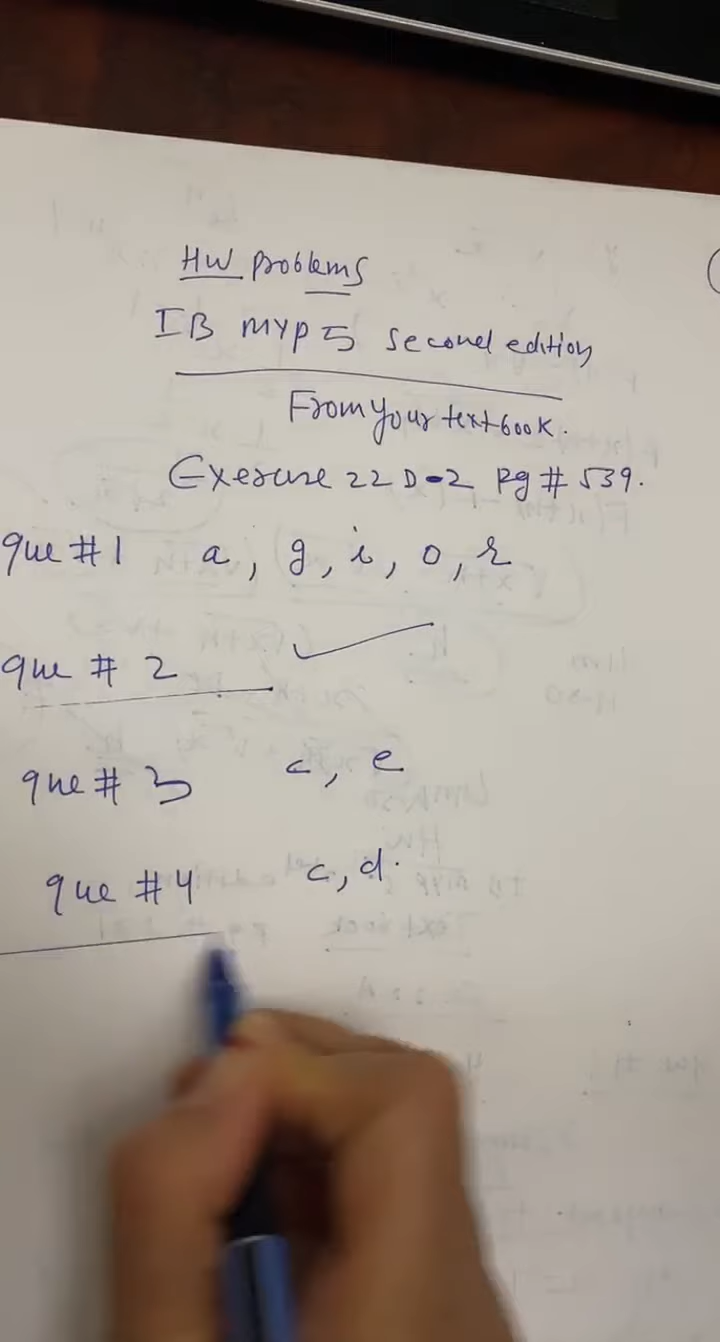 HW Problems
IB MYP 5 second edition
From your textbook.
Exercise 22 D-2 Pg # 539.
que #1 a, g, i, o, r
que # 2
que # 3 c, e
que #4 c, d.